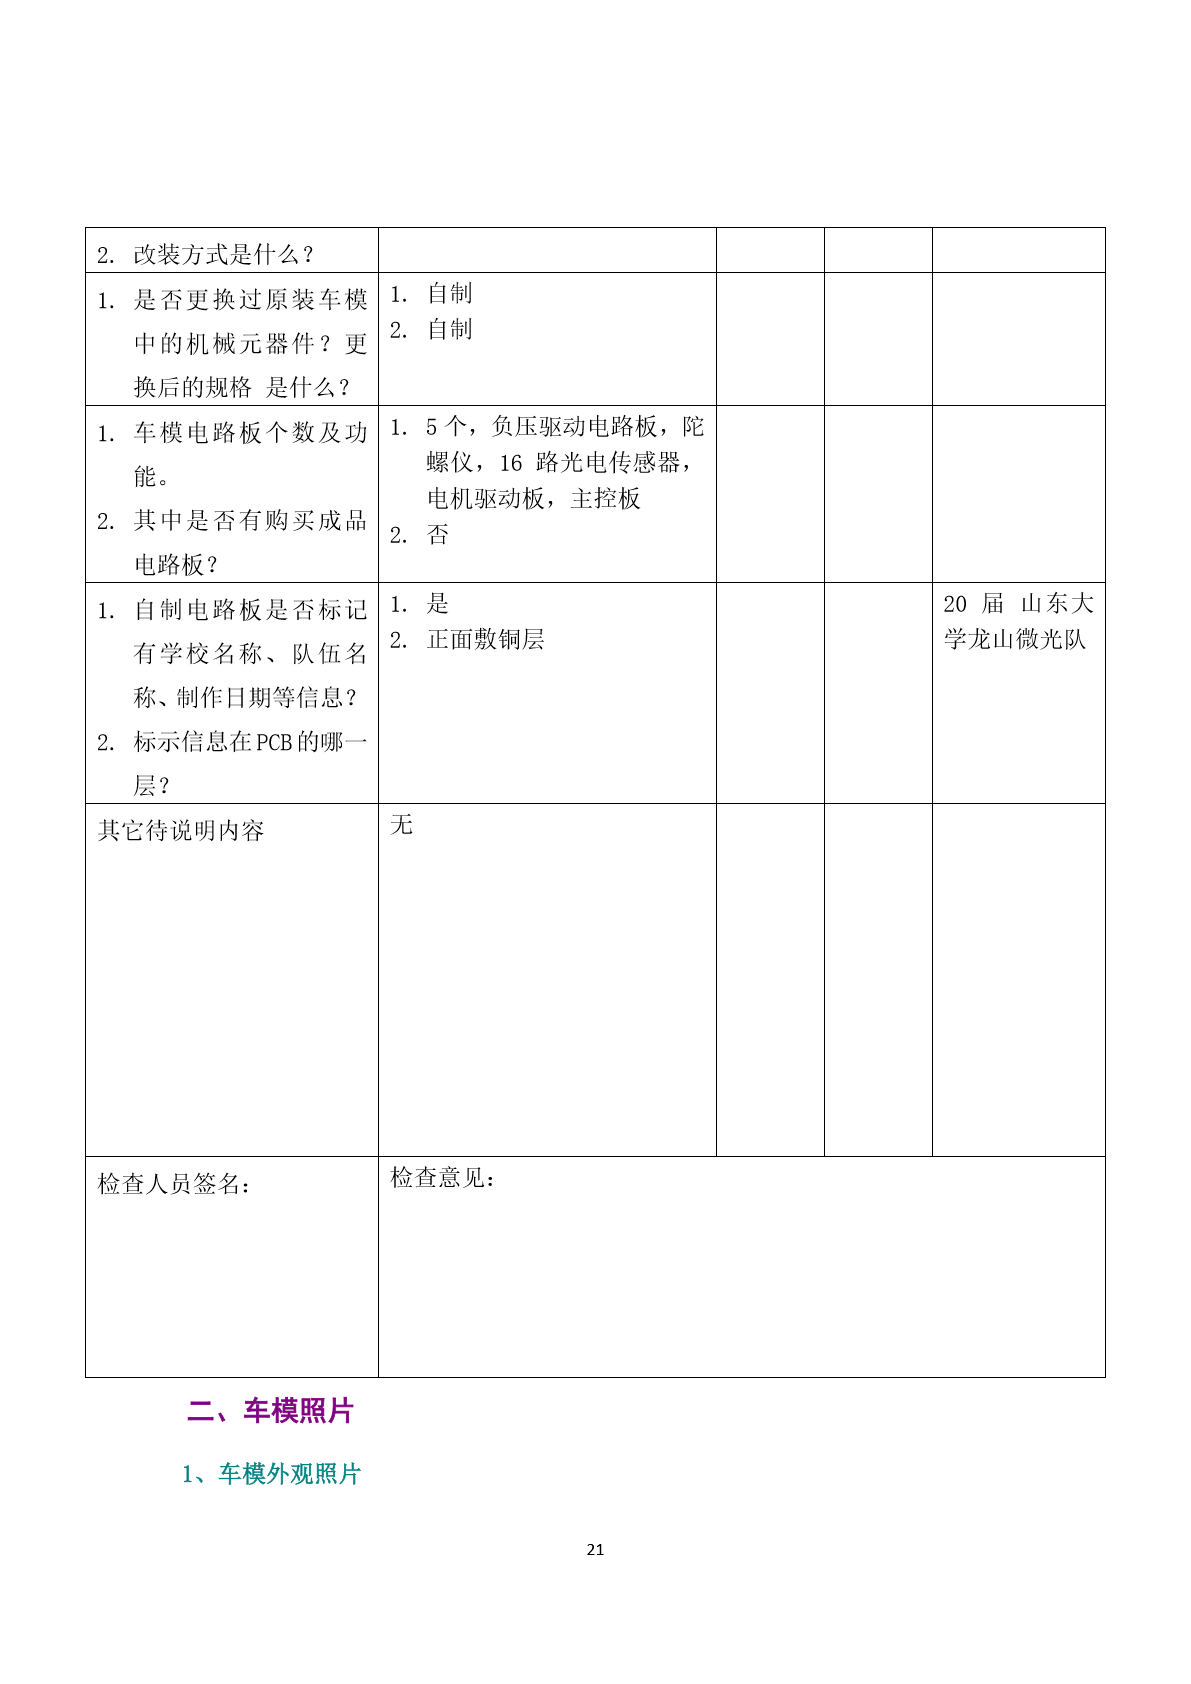 2. 改装方式是什么？
1. 是否更换过原装车模
中的机械元器件？更
换后的规格 是什么？
1. 自制
2. 自制
1. 车模电路板个数及功
能。
2. 其中是否有购买成品
电路板？
1. 5 个，负压驱动电路板，陀
螺仪，16 路光电传感器，
电机驱动板，主控板
2. 否
1. 自制电路板是否标记
有学校名称、队伍名
称、制作日期等信息？
2. 标示信息在 PCB 的哪一
层？
1. 是
2. 正面敷铜层
20 届 山东大
学龙山微光队
其它待说明内容
无
检查人员签名：
检查意见：
二、车模照片
1、车模外观照片
21